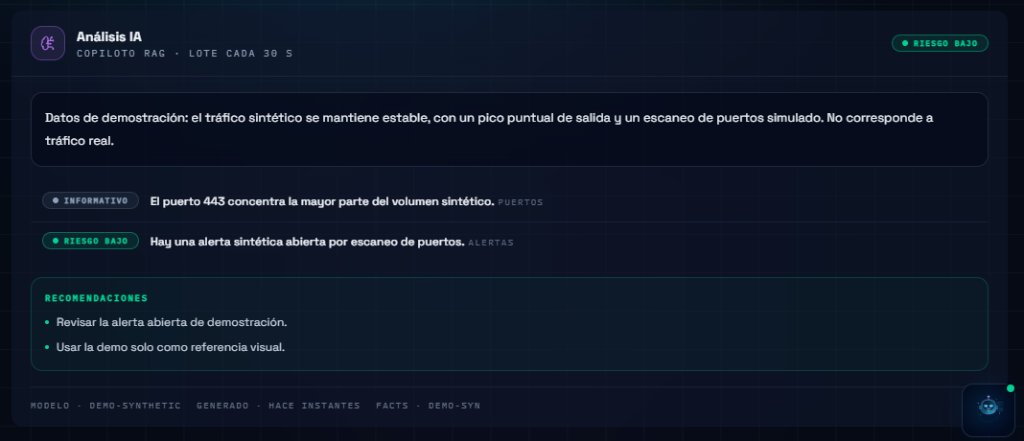 Análisis IA
COPILOTO RAG · LOTE CADA 30 S
RIESGO BAJO
Datos de demostración: el tráfico sintético se mantiene estable, con un pico puntual de salida y un escaneo de puertos simulado. No corresponde a
tráfico real.
INFORMATIVO El puerto 443 concentra la mayor parte del volumen sintético. PUERTOS
RIESGO BAJO Hay una alerta sintética abierta por escaneo de puertos. ALERTAS
RECOMENDACIONES
• Revisar la alerta abierta de demostración.
• Usar la demo solo como referencia visual.
MODELO · DEMO-SYNTHETIC GENERADO · HACE INSTANTES FACTS · DEMO-SYN